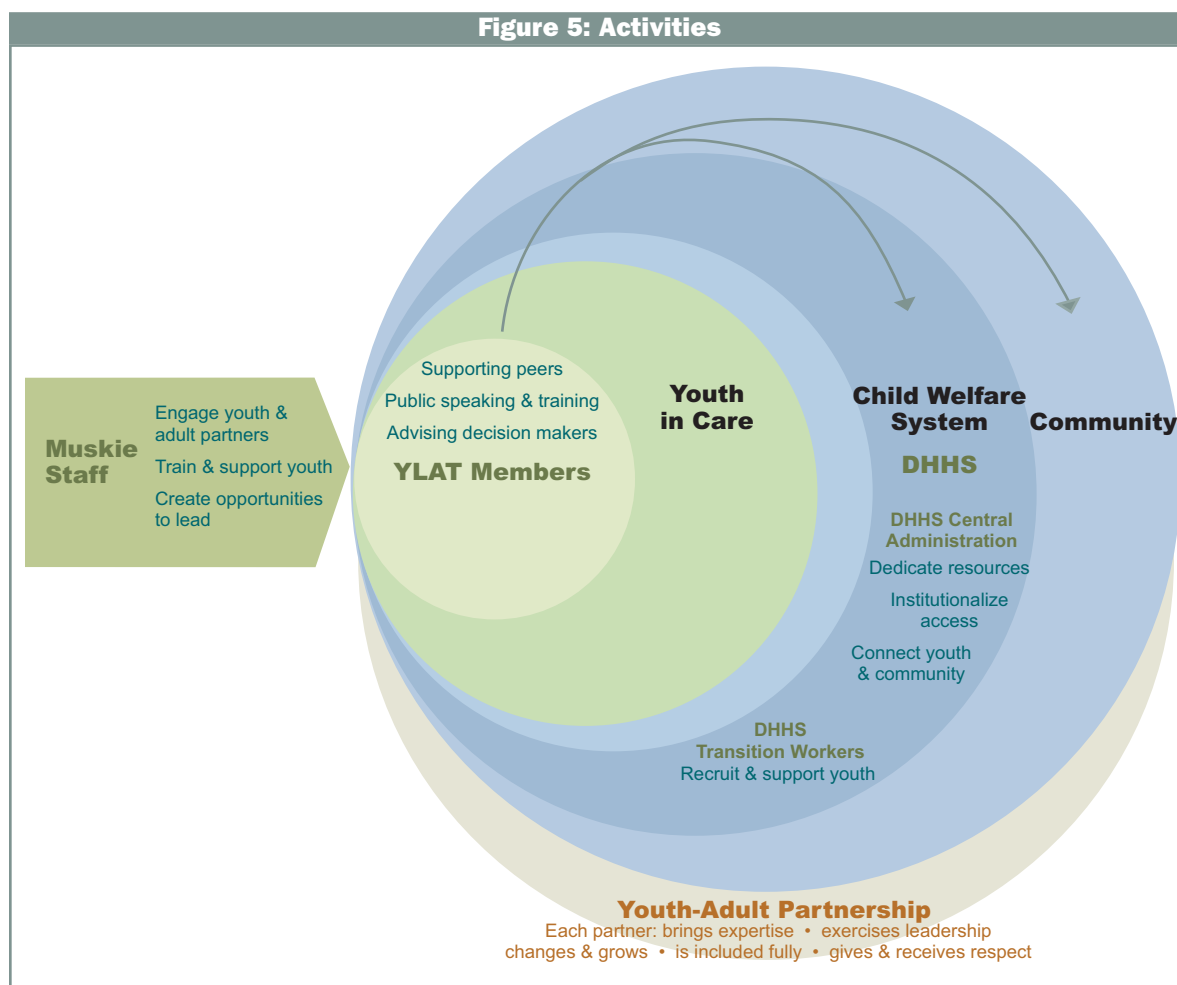 Figure 5: Activities
Muskie
Staff
Engage youth &
adult partners
Train & support youth
Create opportunities
to lead
Supporting peers
Public speaking & training
Advising decision makers
YLAT Members
Youth
in Care
Child Welfare
System
DHHS
DHHS Central
Administration
Dedicate resources
Institutionalize
access
Connect youth
& community
DHHS
Transition Workers
Recruit & support youth
Community
Youth-Adult Partnership
Each partner: brings expertise • exercises leadership
changes & grows • is included fully • gives & receives respect